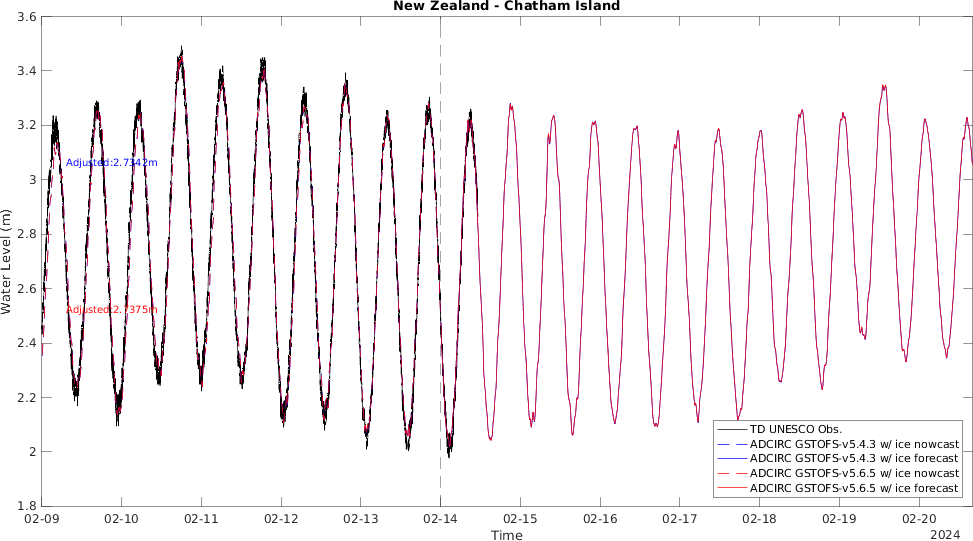 New Zealand - Chatham Island
3.6
3.4
3.2
3
2.8
2.6
2.4
2.2
2
1.8
Water Level (m)
Adjusted:2.7342m
Adjusted:2.7375m
TD UNESCO Obs.
ADCIRC GSTOFS-v5.4.3 w/ ice nowcast
ADCIRC GSTOFS-v5.4.3 w/ ice forecast
ADCIRC GSTOFS-v5.6.5 w/ ice nowcast
ADCIRC GSTOFS-v5.6.5 w/ ice forecast
02-09 02-10 02-11 02-12 02-13 02-14 02-15 02-16 02-17 02-18 02-19 02-20
Time
2024